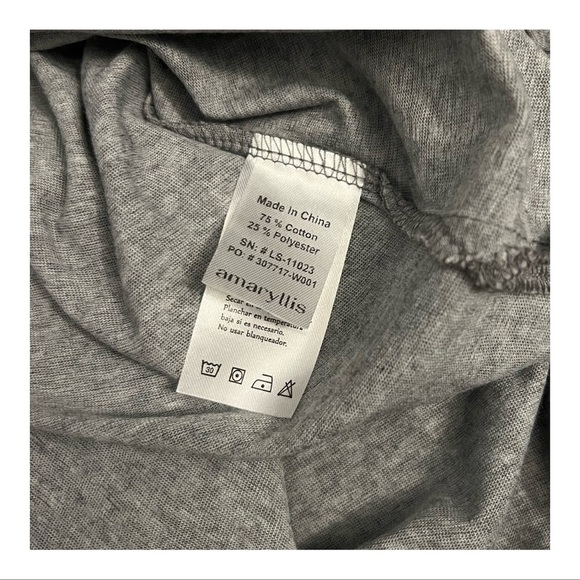 Made In China
75 % Cotton
25 % Polyester
SN: # LS-11023
PO: # 307717-W001
amaryllis
Secar en
Planchar en temperatura
baja si es necesario.
No usar blanqueador.
30